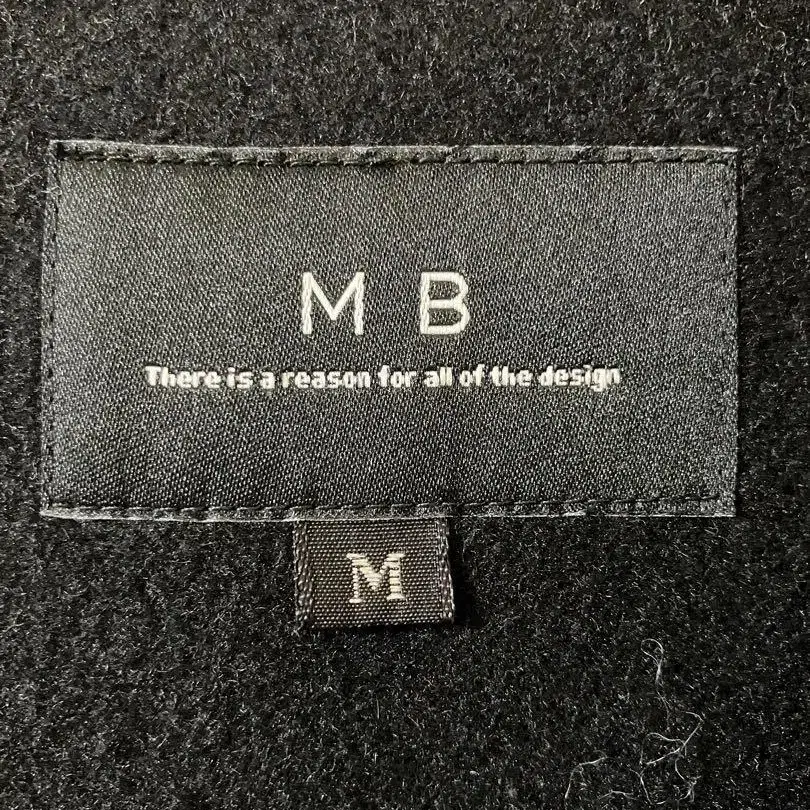 M B
There is a reason for all of the design
M